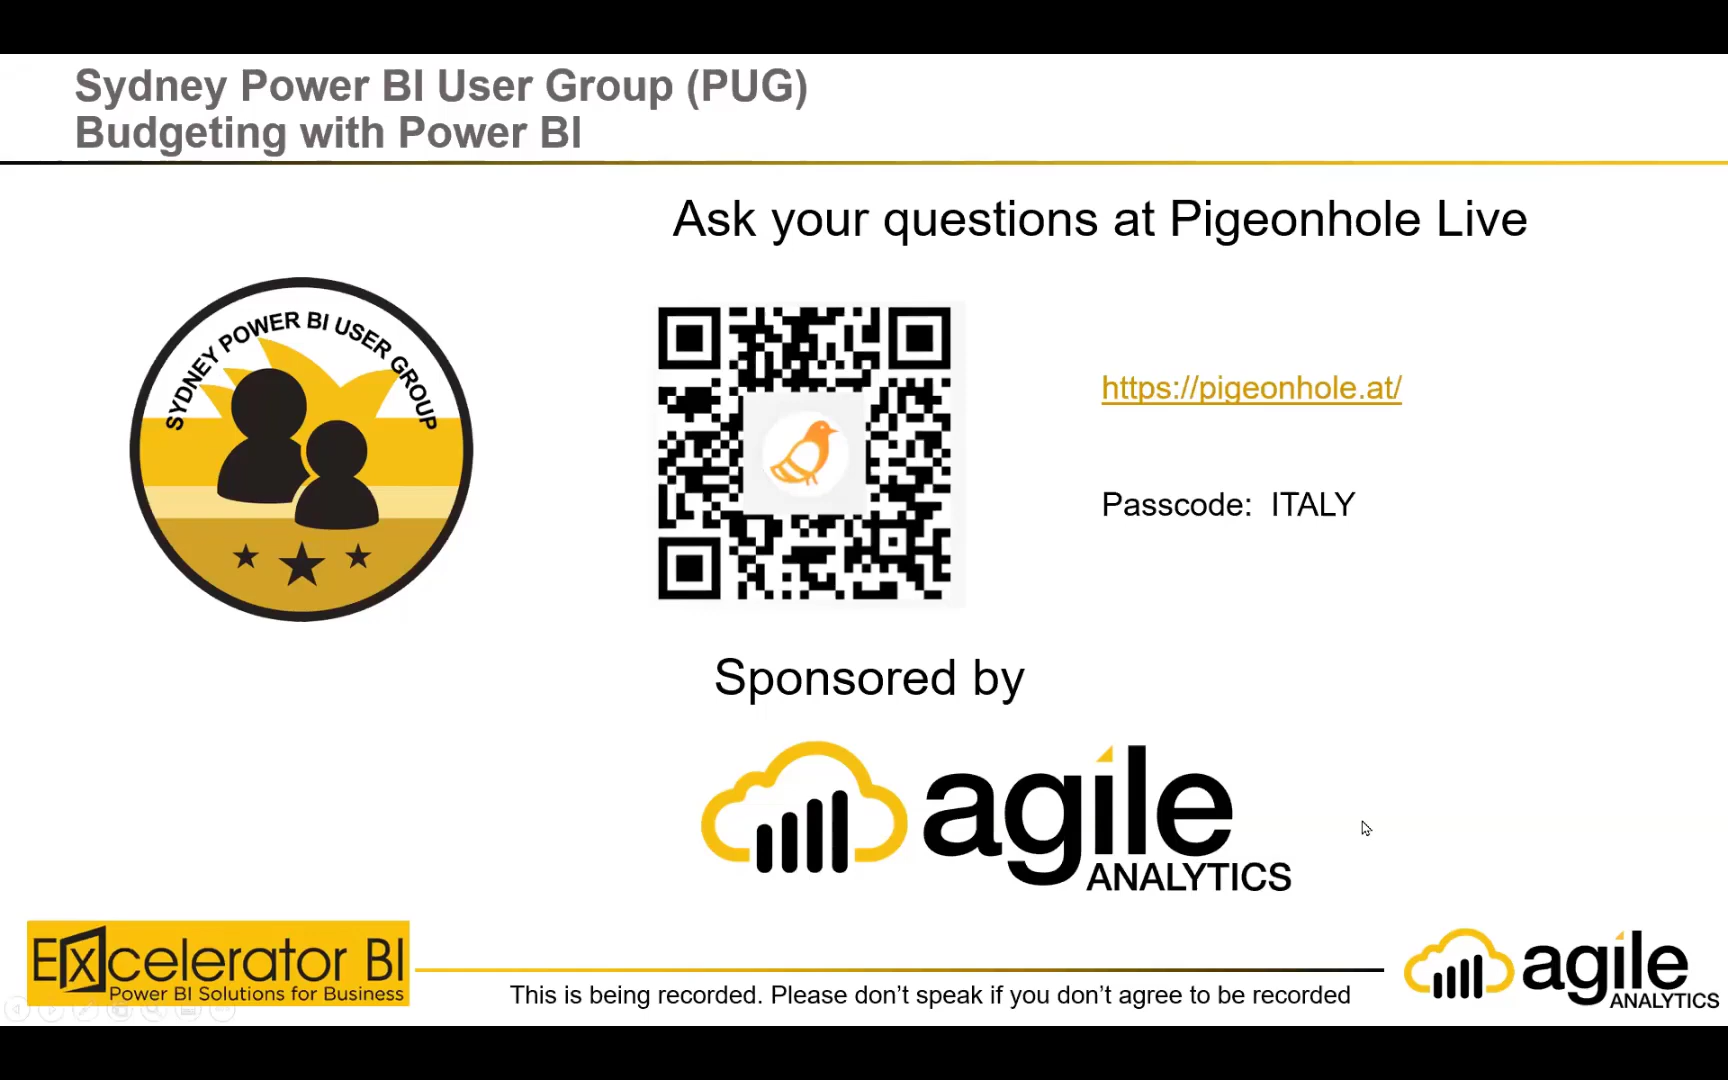 Sydney Power BI User Group (PUG)
Budgeting with Power BI
Ask your questions at Pigeonhole Live
SYDNEY POWER BI USER GROUP
https://pigeonhole.at/
Passcode: ITALY
Sponsored by
agile
ANALYTICS
Excelerator BI
Power BI Solutions for Business
This is being recorded. Please don’t speak if you don’t agree to be recorded
agile
ANALYTICS